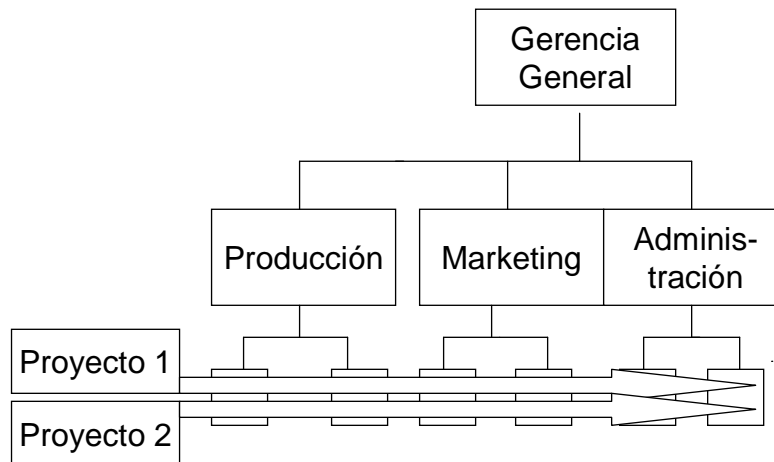 Gerencia
General
Producción
Marketing
Adminis-
tración
Proyecto 1
Proyecto 2